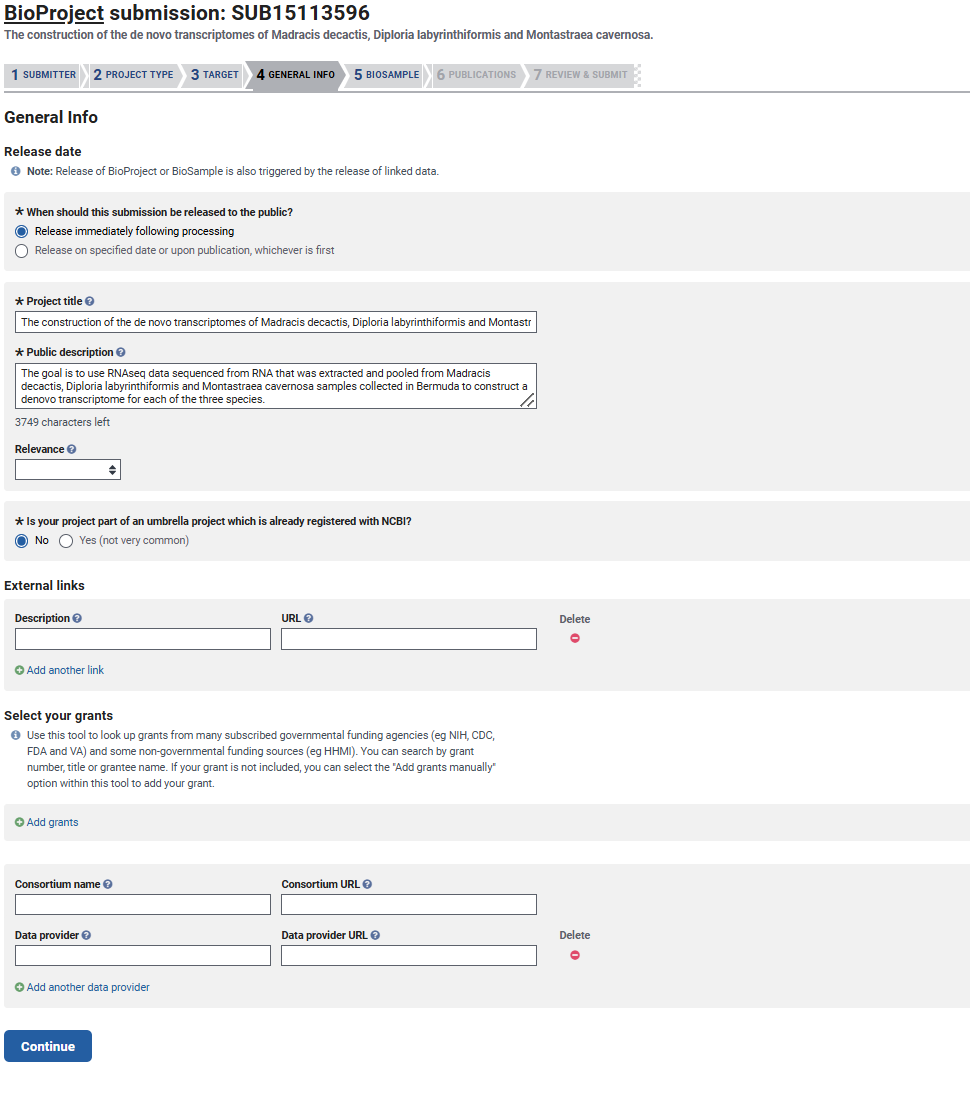 BioProject submission: SUB15113596
The construction of the de novo transcriptomes of Madracis decactis, Diploria labyrinthiformis and Montastraea cavernosa.
1 SUBMITTER 2 PROJECT TYPE 3 TARGET 4 GENERAL INFO 5 BIOSAMPLE 6 PUBLICATIONS 7 REVIEW & SUBMIT
General Info
Release date
Note: Release of BioProject or BioSample is also triggered by the release of linked data.
* When should this submission be released to the public?
Release immediately following processing
Release on specified date or upon publication, whichever is first
* Project title
The construction of the de novo transcriptomes of Madracis decactis, Diploria labyrinthiformis and Montastr
* Public description
The goal is to use RNAseq data sequenced from RNA that was extracted and pooled from Madracis
decactis, Diploria labyrinthiformis and Montastraea cavernosa samples collected in Bermuda to construct a
denovo transcriptome for each of the three species.
3749 characters left
Relevance
* Is your project part of an umbrella project which is already registered with NCBI?
No Yes (not very common)
External links
Description URL Delete
Add another link
Select your grants
Use this tool to look up grants from many subscribed governmental funding agencies (eg NIH, CDC,
FDA and VA) and some non-governmental funding sources (eg HHMI). You can search by grant
number, title or grantee name. If your grant is not included, you can select the "Add grants manually"
option within this tool to add your grant.
Add grants
Consortium name Consortium URL
Data provider Data provider URL Delete
Add another data provider
Continue